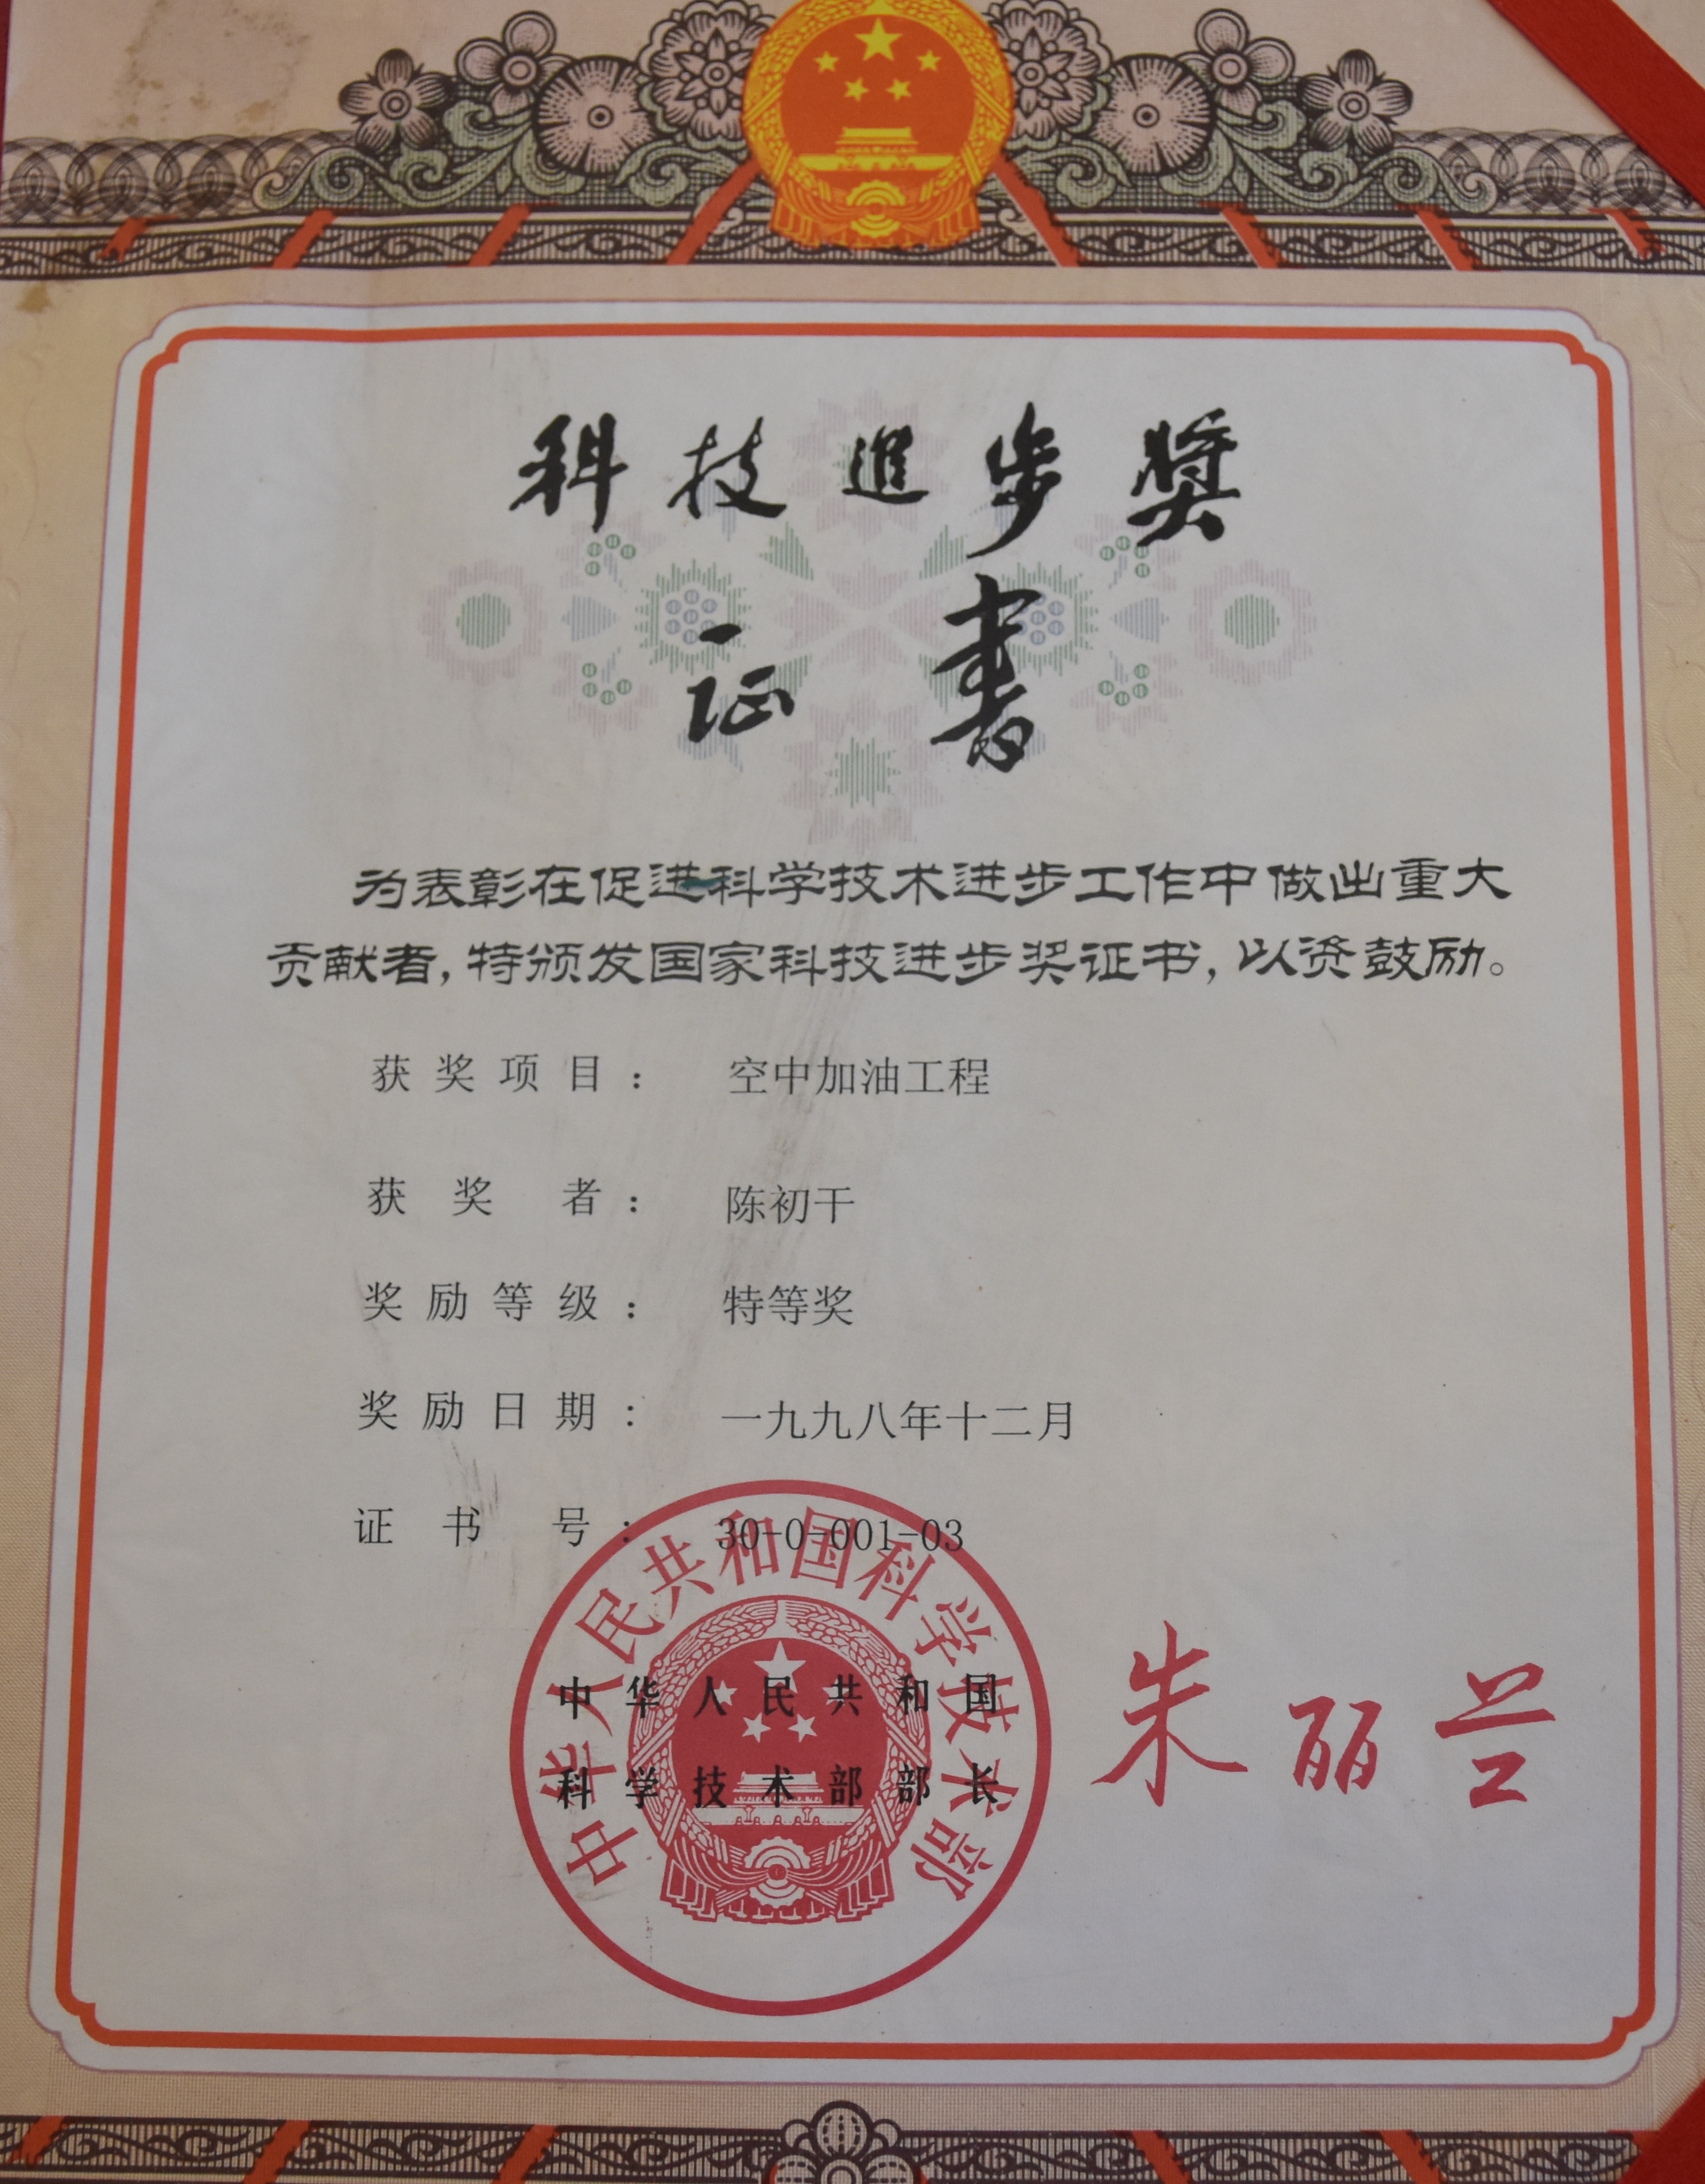 科技進步奬
证书
为表彰在促进科学技术进步工作中做出重大
贡献者，特颁发国家科技进步奖证书，以资鼓励。
获奖项目： 空中加油工程
获奖者： 陈初干
奖励等级： 特等奖
奖励日期： 一九九八年十二月
证书号： 30-0-001-03
中华人民共和国科学技术部
中华人民共和国
科学技术部部长
朱丽兰